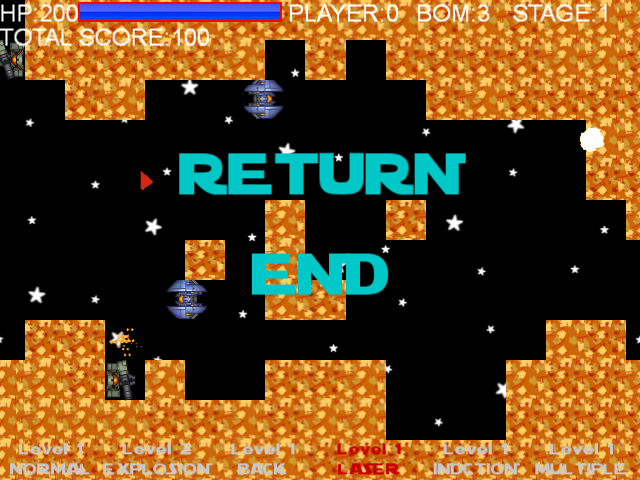 HP:200 PLAYER:0 BOM:3 STAGE:1
TOTAL SCORE:100
RETURN
END
Level 1 Level 2 Level 1 Level 1 Level 1 Level 1
NORMAL EXPLOSION BACK LASER INDCTION MULTIPLE